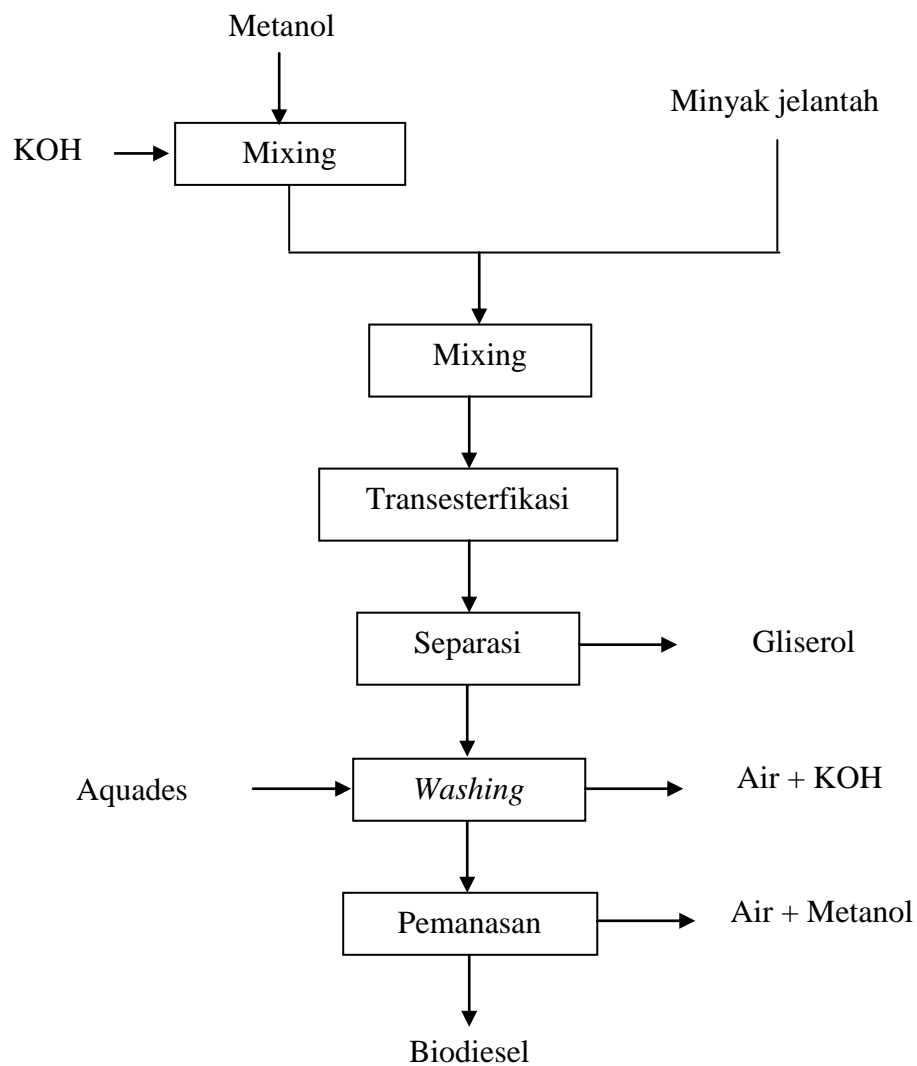 Metanol
Minyak jelantah
KOH
Mixing
Mixing
Transesterfikasi
Separasi
Gliserol
Aquades
Washing
Air + KOH
Pemanasan
Air + Metanol
Biodiesel